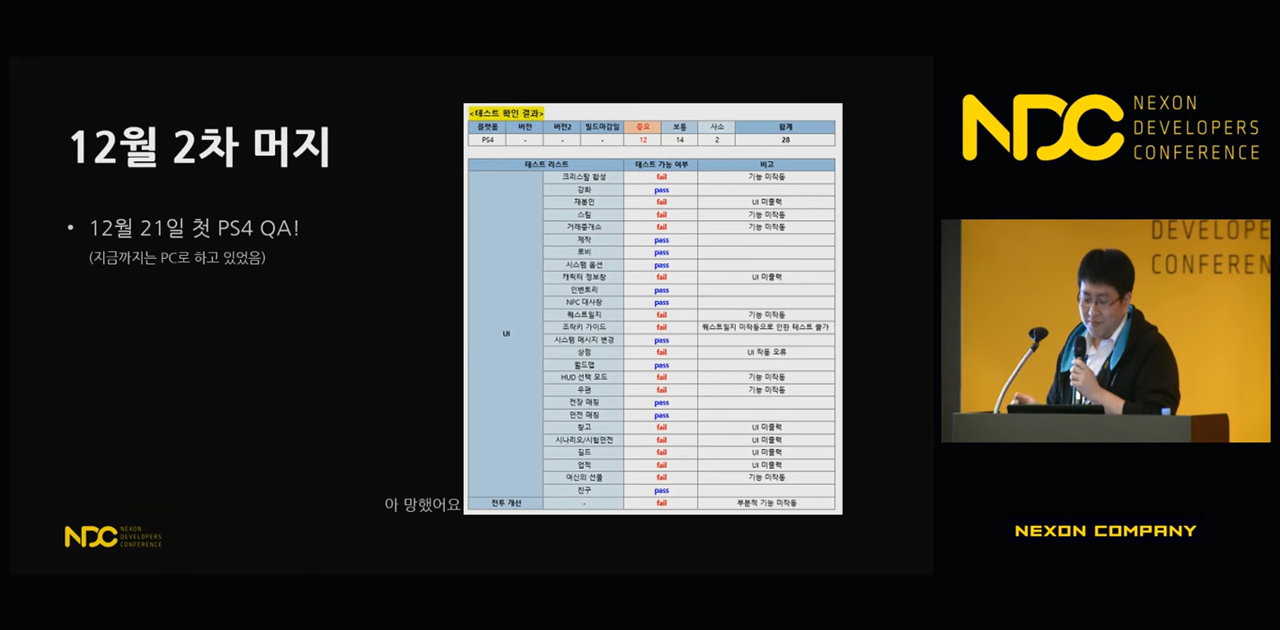 12월 2차 머지
• 12월 21일 첫 PS4 QA!
(지금까지는 PC로 하고 있었음)
아 망했어요
<테스트 확인 결과>
플랫폼 버전 버전2 빌드마감일 중요 보통 사소 합계
PS4 - - - 12 14 2 28
테스트 리스트 테스트 가능 여부 비고
UI
크리스탈 합성 fail 기능 미작동
강화 pass
재봉인 fail UI 미출력
스킬 fail 기능 미작동
거래중개소 fail 기능 미작동
제작 pass
로비 pass
시스템 옵션 pass
캐릭터 정보창 fail UI 미출력
인벤토리 pass
NPC 대사창 pass
퀘스트일지 fail 기능 미작동
조작키 가이드 fail 퀘스트일지 미작동으로 인한 테스트 불가
시스템 메시지 변경 pass
상점 fail UI 작동 오류
월드맵 pass
HUD 선택 모드 fail 기능 미작동
우편 fail 기능 미작동
전장 매칭 pass
던전 매칭 pass
창고 fail UI 미출력
시나리오/시험던전 fail UI 미출력
길드 fail UI 미출력
업적 fail UI 미출력
여신의 선물 fail 기능 미작동
친구 pass
전투 개선 - fail 부분적 기능 미작동
NDC NEXON
DEVELOPERS
CONFERENCE
NDC NEXON
DEVELOPERS
CONFERENCE
DEVELOPE
CONFEREN
NEXON COMPANY